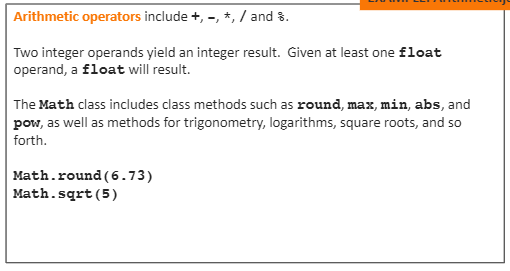 Arithmetic operators include +, -, *, / and %.
Two integer operands yield an integer result. Given at least one float
operand, a float will result.
The Math class includes class methods such as round, max, min, abs, and
pow, as well as methods for trigonometry, logarithms, square roots, and so
forth.
Math.round(6.73)
Math.sqrt(5)